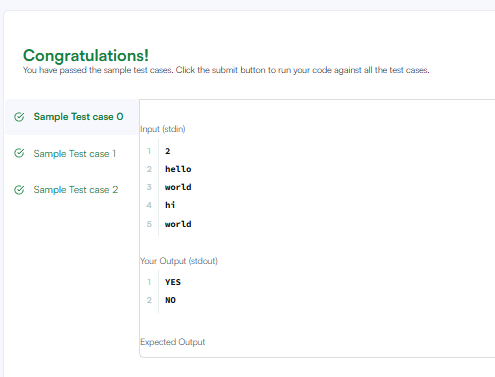 Congratulations!
You have passed the sample test cases. Click the submit button to run your code against all the test cases.
Sample Test case 0
Sample Test case 1
Sample Test case 2
Input (stdin)
1 2
2 hello
3 world
4 hi
5 world
Your Output (stdout)
1 YES
2 NO
Expected Output